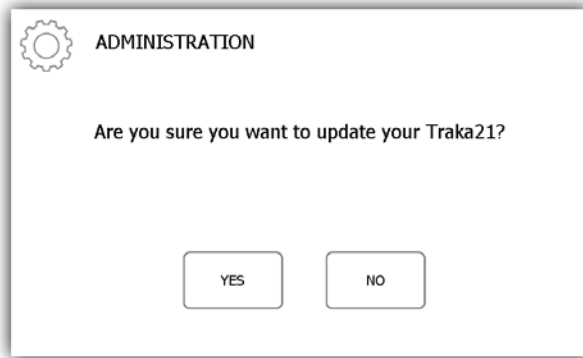 ADMINISTRATION
Are you sure you want to update your Traka21?
YES
NO